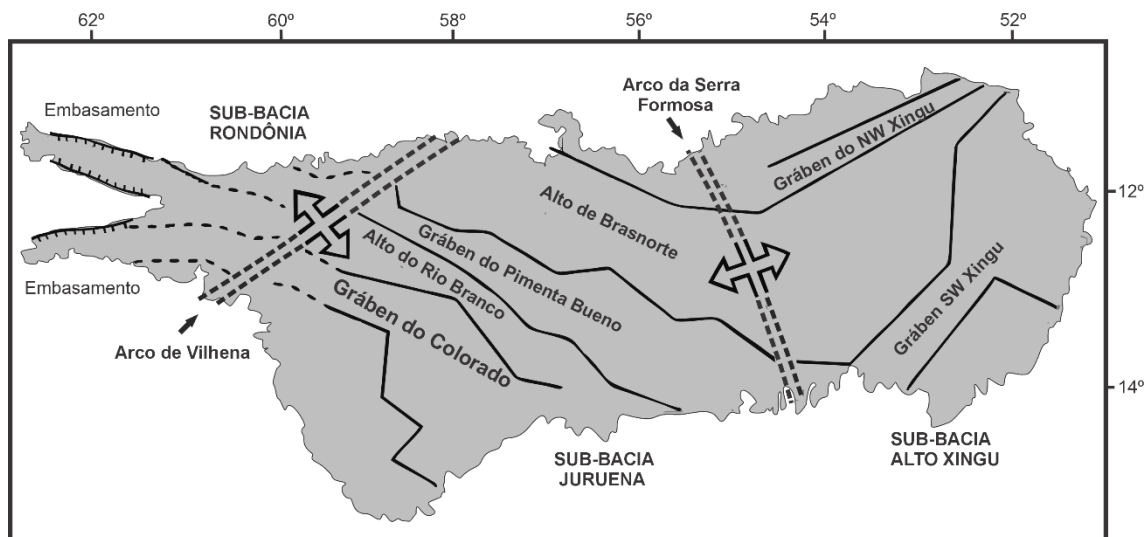 62º
60º
58º
56º
54º
52º
Arco da Serra
Formosa
Embasamento
SUB-BACIA
RONDÔNIA
Gráben do NW Xingu
12º
Alto de Brasnorte
Gráben do Pimenta Bueno
Alto do Rio Branco
Embasamento
Gráben do Colorado
Gráben SW Xingu
Arco de Vilhena
14º
SUB-BACIA
JURUENA
SUB-BACIA
ALTO XINGU